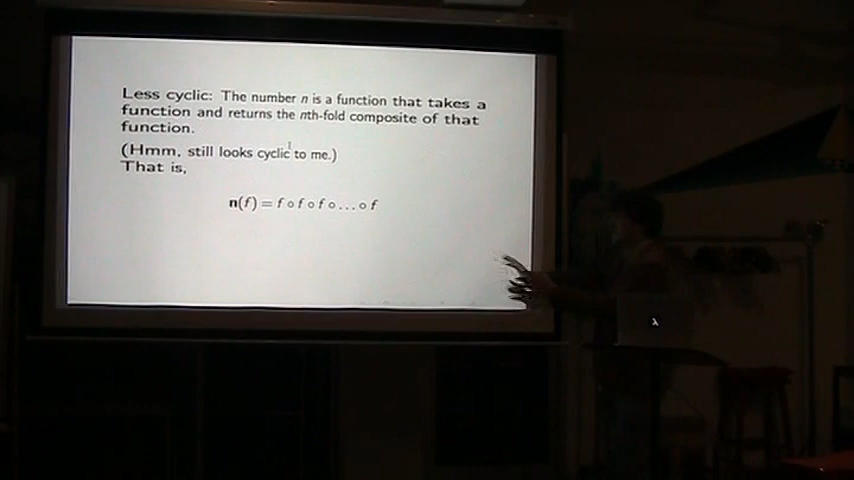 Less cyclic: The number n is a function that takes a
function and returns the nth-fold composite of that
function.
(Hmm, still looks cyclic to me.)
That is,
n(f) = f ∘ f ∘ f ∘ . . . ∘ f
λ